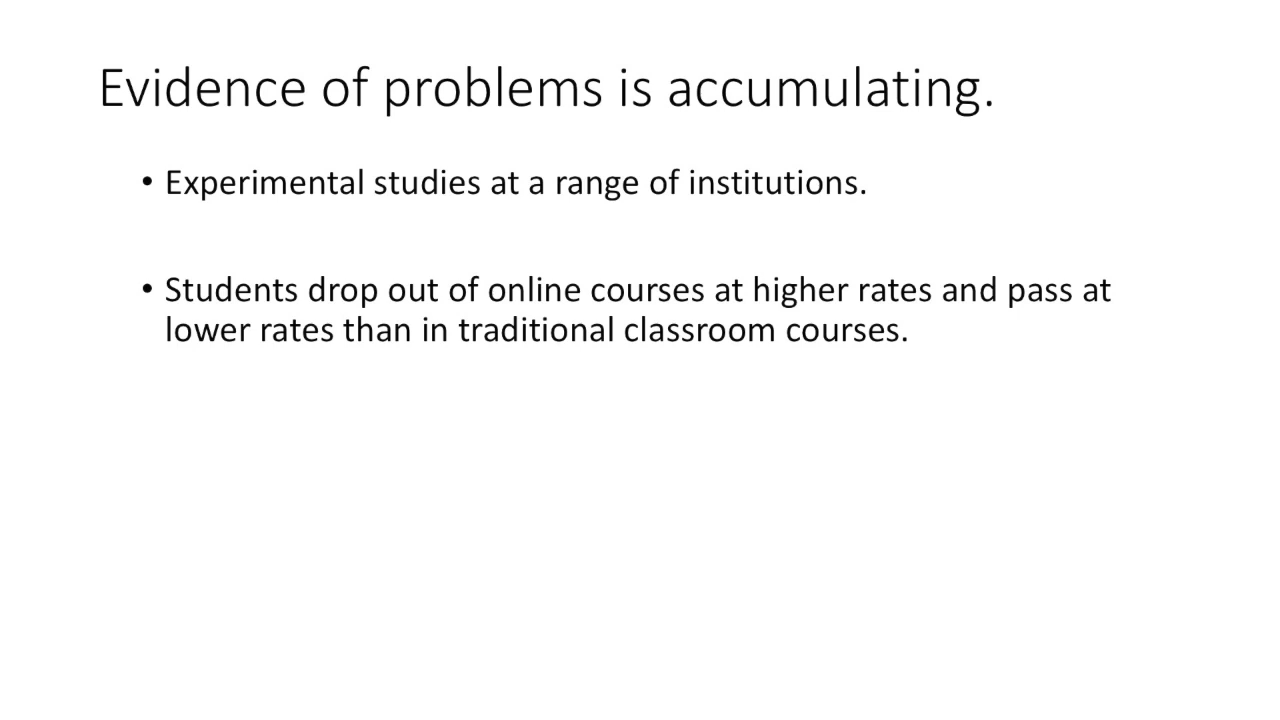 Evidence of problems is accumulating.
• Experimental studies at a range of institutions.
• Students drop out of online courses at higher rates and pass at
lower rates than in traditional classroom courses.